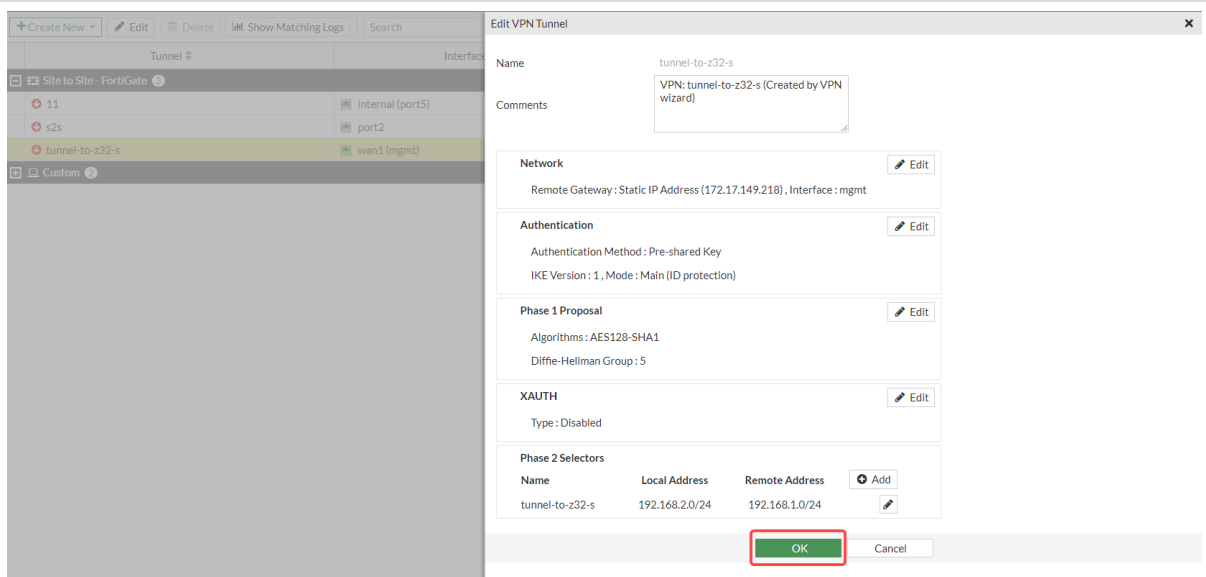 Create New Edit Delete Show Matching Logs Search
Tunnel Interface
Site to Site - FortiGate 3
11 internal (port5)
s2s port2
tunnel-to-z32-s wan1 (mgmt)
Custom 2
Edit VPN Tunnel
Name tunnel-to-z32-s
Comments VPN: tunnel-to-z32-s (Created by VPN
wizard)
Network Edit
Remote Gateway : Static IP Address (172.17.149.218) , Interface : mgmt
Authentication Edit
Authentication Method : Pre-shared Key
IKE Version : 1 , Mode : Main (ID protection)
Phase 1 Proposal Edit
Algorithms : AES128-SHA1
Diffie-Hellman Group : 5
XAUTH Edit
Type : Disabled
Phase 2 Selectors
Name Local Address Remote Address Add
tunnel-to-z32-s 192.168.2.0/24 192.168.1.0/24
OK Cancel